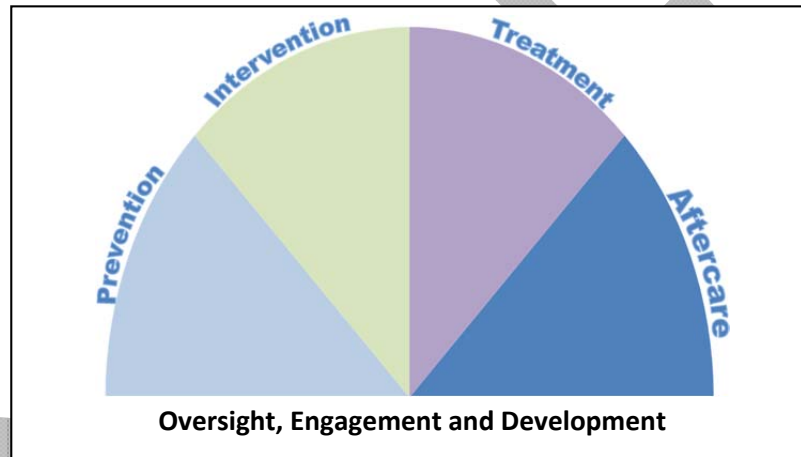 Prevention
Intervention
Treatment
Aftercare
Oversight, Engagement and Development